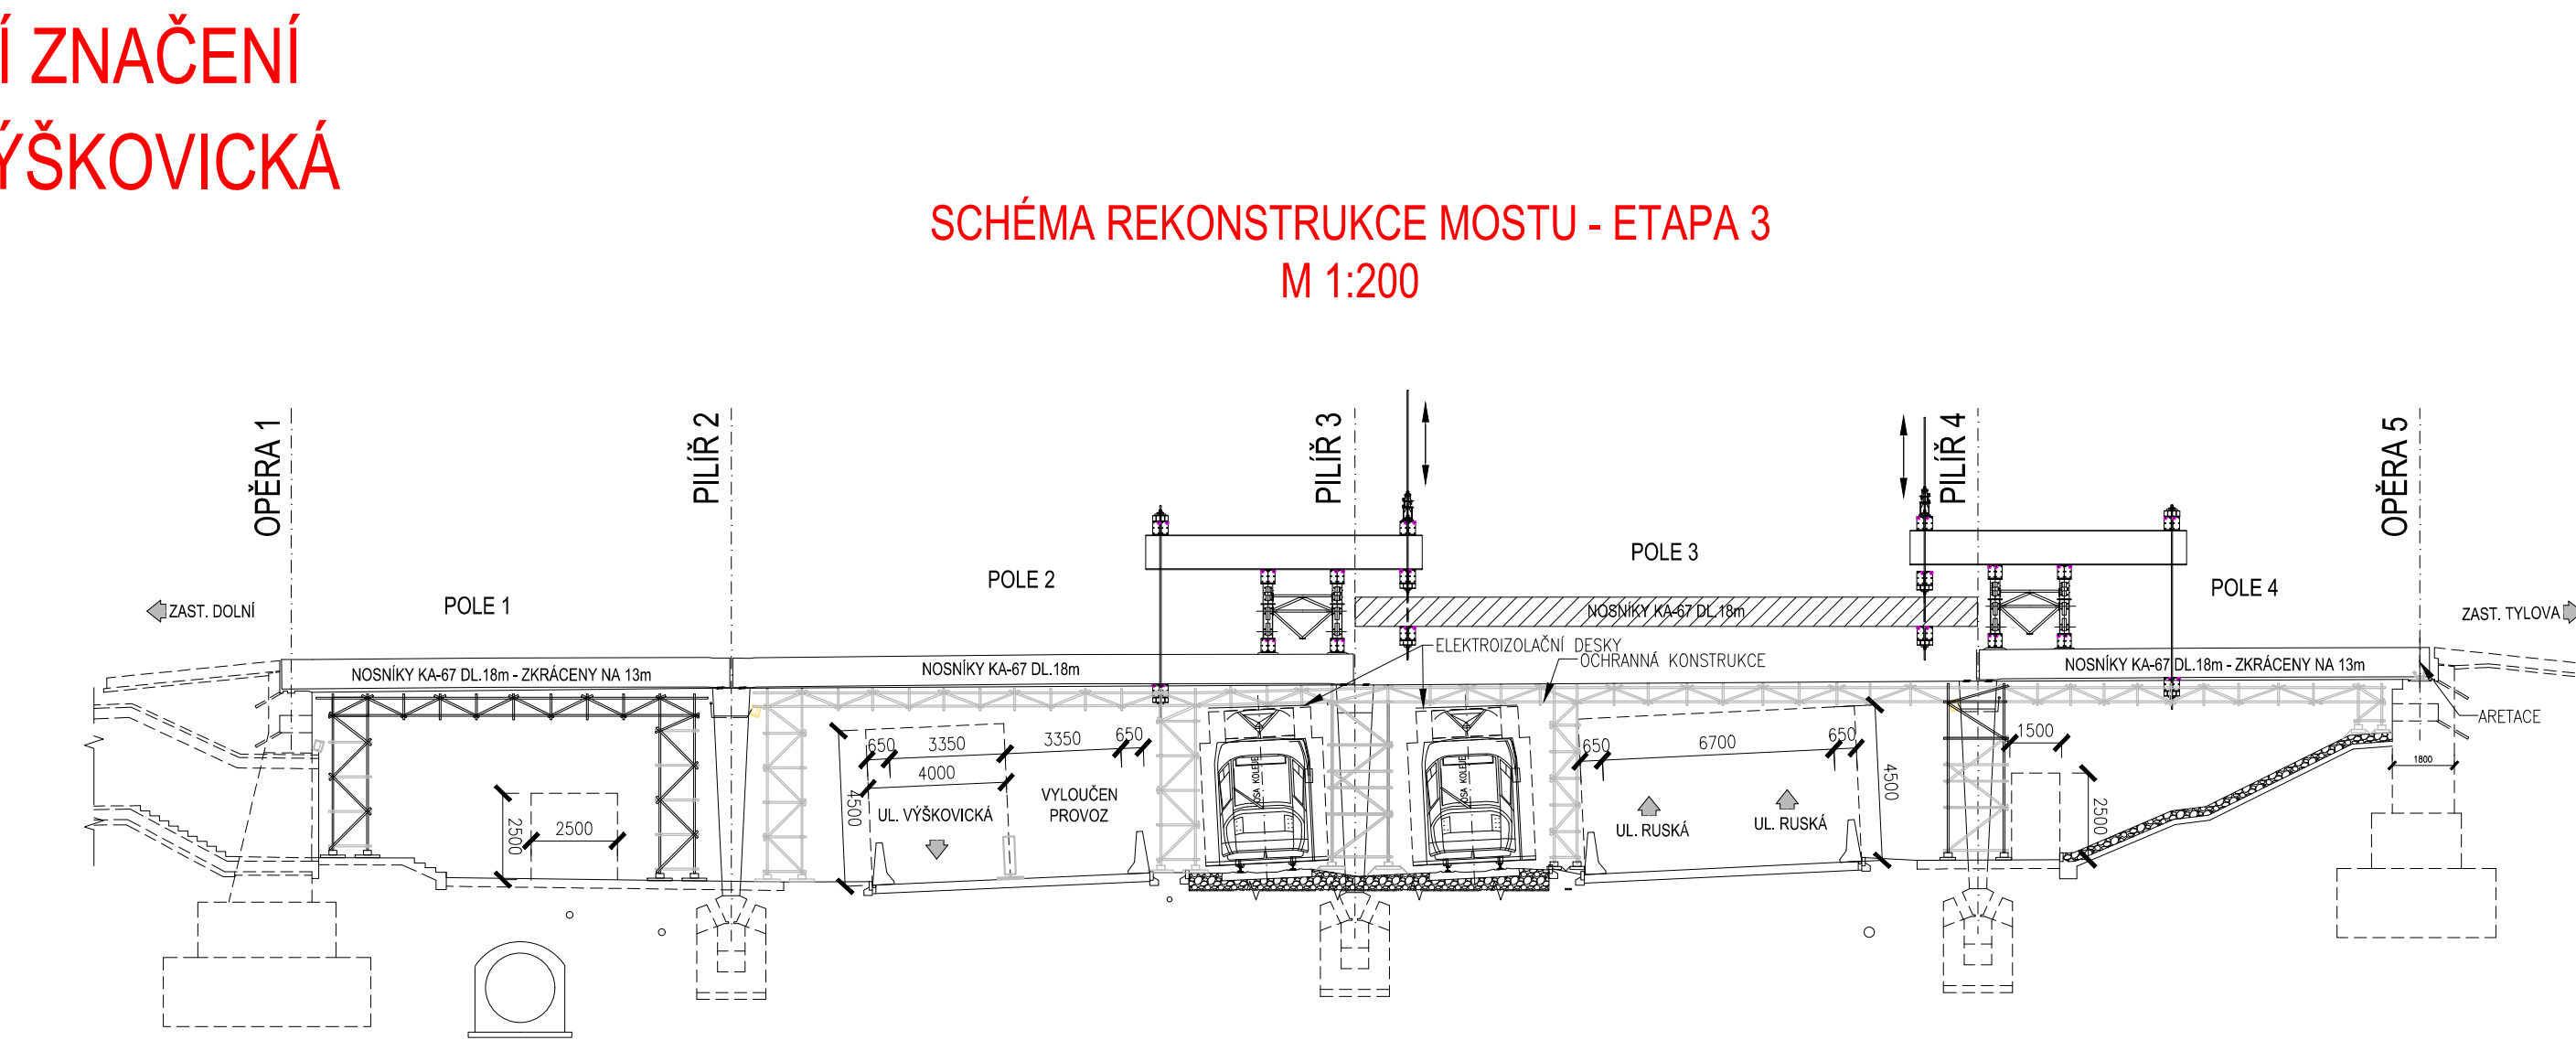 Í ZNAČENÍ
ÝŠKOVICKÁ
SCHÉMA REKONSTRUKCE MOSTU - ETAPA 3
M 1:200
OPĚRA 1
PILÍŘ 2
PILÍŘ 3
PILÍŘ 4
OPĚRA 5
POLE 1
POLE 2
POLE 3
POLE 4
ZAST. DOLNÍ
ZAST. TYLOVA
NOSNÍKY KA-67 DL.18m
NOSNÍKY KA-67 DL.18m - ZKRÁCENY NA 13m
NOSNÍKY KA-67 DL.18m
NOSNÍKY KA-67 DL.18m - ZKRÁCENY NA 13m
ELEKTROIZOLAČNÍ DESKY
OCHRANNÁ KONSTRUKCE
ARETACE
650
3350
3350
650
4000
4500
UL. VÝŠKOVICKÁ
VYLOUČEN
PROVOZ
2500
2500
OSA KOLEJE
OSA KOLEJE
650
6700
650
4500
UL. RUSKÁ
UL. RUSKÁ
1500
2500
1800